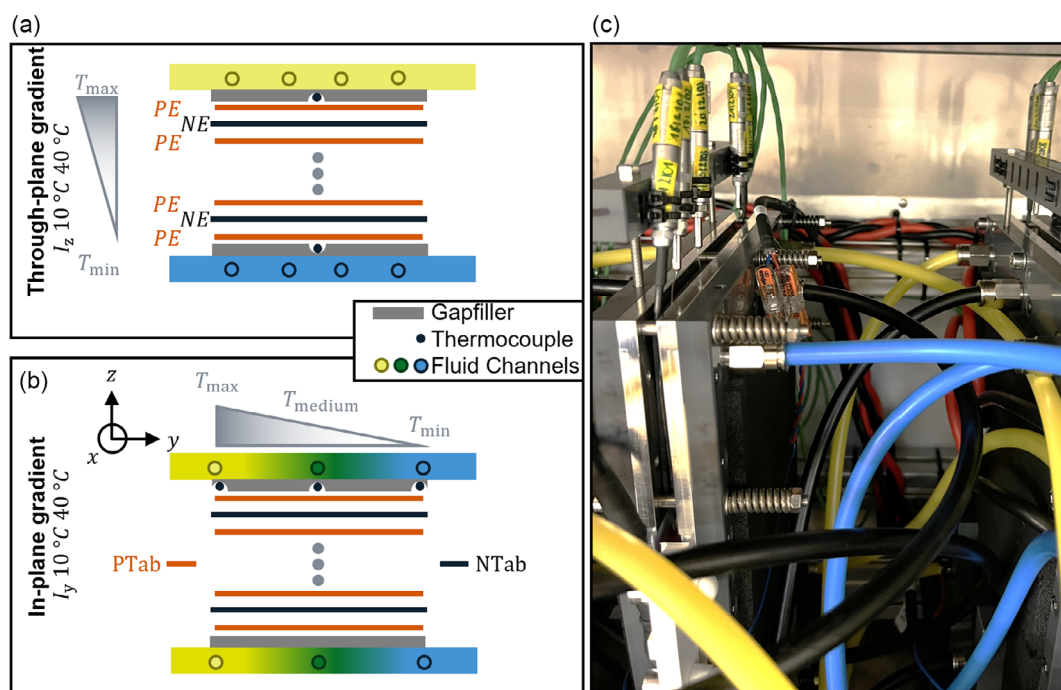 (a)
(c)
Through-plane gradient
I_z 10 °C 40 °C
T_max
T_min
PE
NE
PE
PE
NE
PE
Gapfiller
Thermocouple
Fluid Channels
(b)
In-plane gradient
I_y 10 °C 40 °C
z
x
y
T_max
T_medium
T_min
PTab
NTab